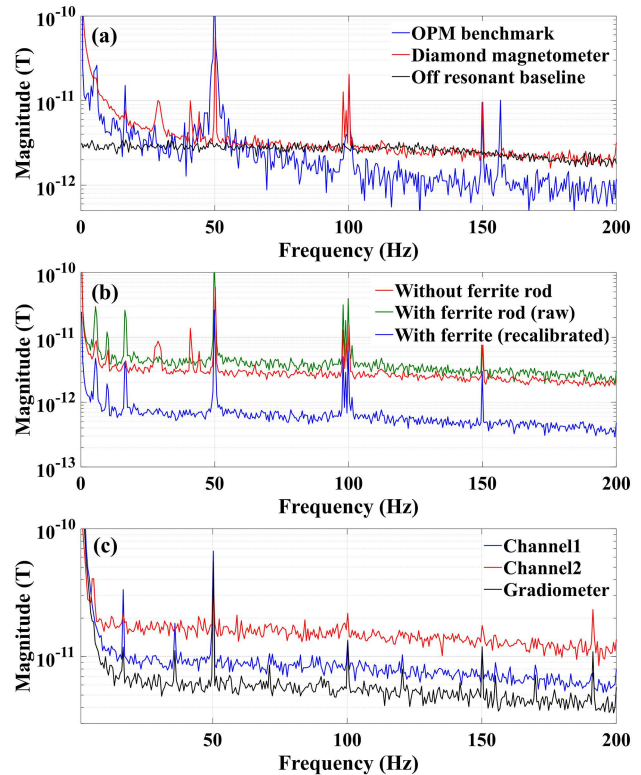 (a)
OPM benchmark
Diamond magnetometer
Off resonant baseline
Magnitude (T)
10-10
10-11
10-12
0 50 100 150 200
Frequency (Hz)
(b)
Without ferrite rod
With ferrite rod (raw)
With ferrite (recalibrated)
Magnitude (T)
10-10
10-11
10-12
10-13
0 50 100 150 200
Frequency (Hz)
(c)
Channel1
Channel2
Gradiometer
Magnitude (T)
10-10
10-11
50 100 150 200
Frequency (Hz)